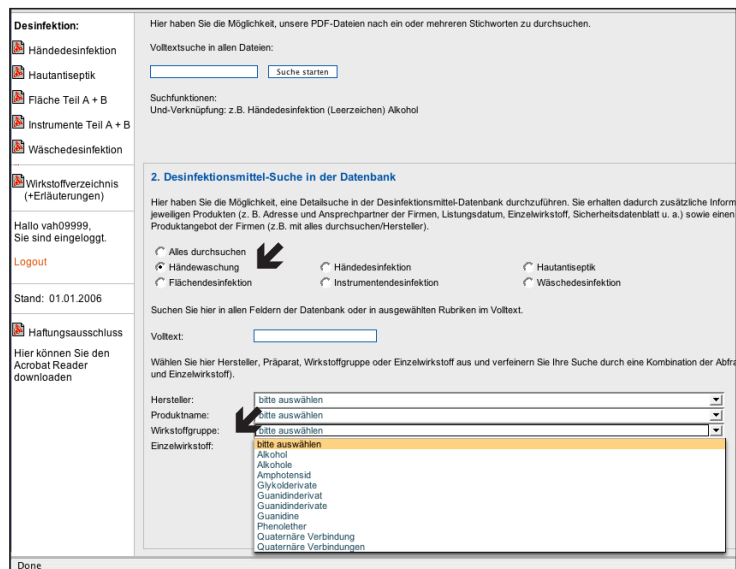 Desinfektion:
Händedesinfektion
Hautantiseptik
Fläche Teil A + B
Instrumente Teil A + B
Wäschedesinfektion
Wirkstoffverzeichnis
(+Erläuterungen)
Hallo vah09999,
Sie sind eingeloggt.
Logout
Stand: 01.01.2006
Haftungsausschluss
Hier können Sie den
Acrobat Reader
downloaden
Hier haben Sie die Möglichkeit, unsere PDF-Dateien nach ein oder mehreren Stichworten zu durchsuchen.
Volltextsuche in allen Dateien:
Suche starten
Suchfunktionen:
Und-Verknüpfung: z.B. Händedesinfektion (Leerzeichen) Alkohol
2. Desinfektionsmittel-Suche in der Datenbank
Hier haben Sie die Möglichkeit, eine Detailsuche in der Desinfektionsmittel-Datenbank durchzuführen. Sie erhalten dadurch zusätzliche Inform
jeweiligen Produkten (z. B. Adresse und Ansprechpartner der Firmen, Listungsdatum, Einzelwirkstoff, Sicherheitsdatenblatt u. a.) sowie einen
Produktangebot der Firmen (z.B. mit alles durchsuchen/Hersteller).
Alles durchsuchen
Händewaschung Händedesinfektion Hautantiseptik
Flächendesinfektion Instrumentendesinfektion Wäschedesinfektion
Suchen Sie hier in allen Feldern der Datenbank oder in ausgewählten Rubriken im Volltext.
Volltext:
Wählen Sie hier Hersteller, Präparat, Wirkstoffgruppe oder Einzelwirkstoff aus und verfeinern Sie Ihre Suche durch eine Kombination der Abfra
und Einzelwirkstoff).
Hersteller: bitte auswählen
Produktname: bitte auswählen
Wirkstoffgruppe: bitte auswählen
Einzelwirkstoff: bitte auswählen
Alkohol
Alkohole
Amphotensid
Glykolderivate
Guanidinderivat
Guanidinderivate
Guanidine
Phenolether
Quaternäre Verbindung
Quaternäre Verbindungen
Done